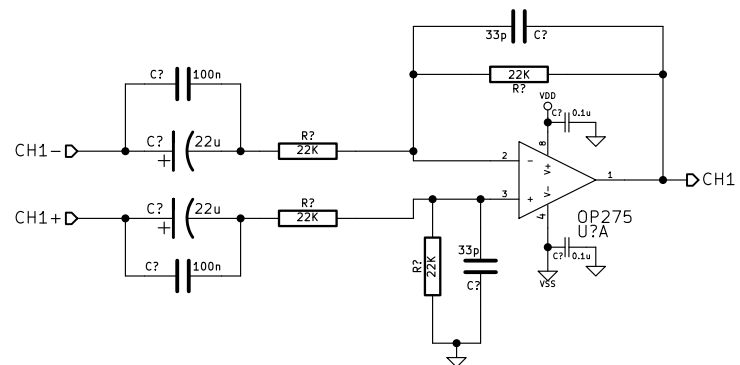 33p C?
C? 100n
22K
R?
VDD
C? 0.1u
C? 22u
R?
CH1-
22K
8
2
-
V+
1
CH1
R?
3
+
V-
C? 22u
CH1+
22K
4
OP275
U?A
C? 100n
R?
22K
33p
C?
C? 0.1u
VSS